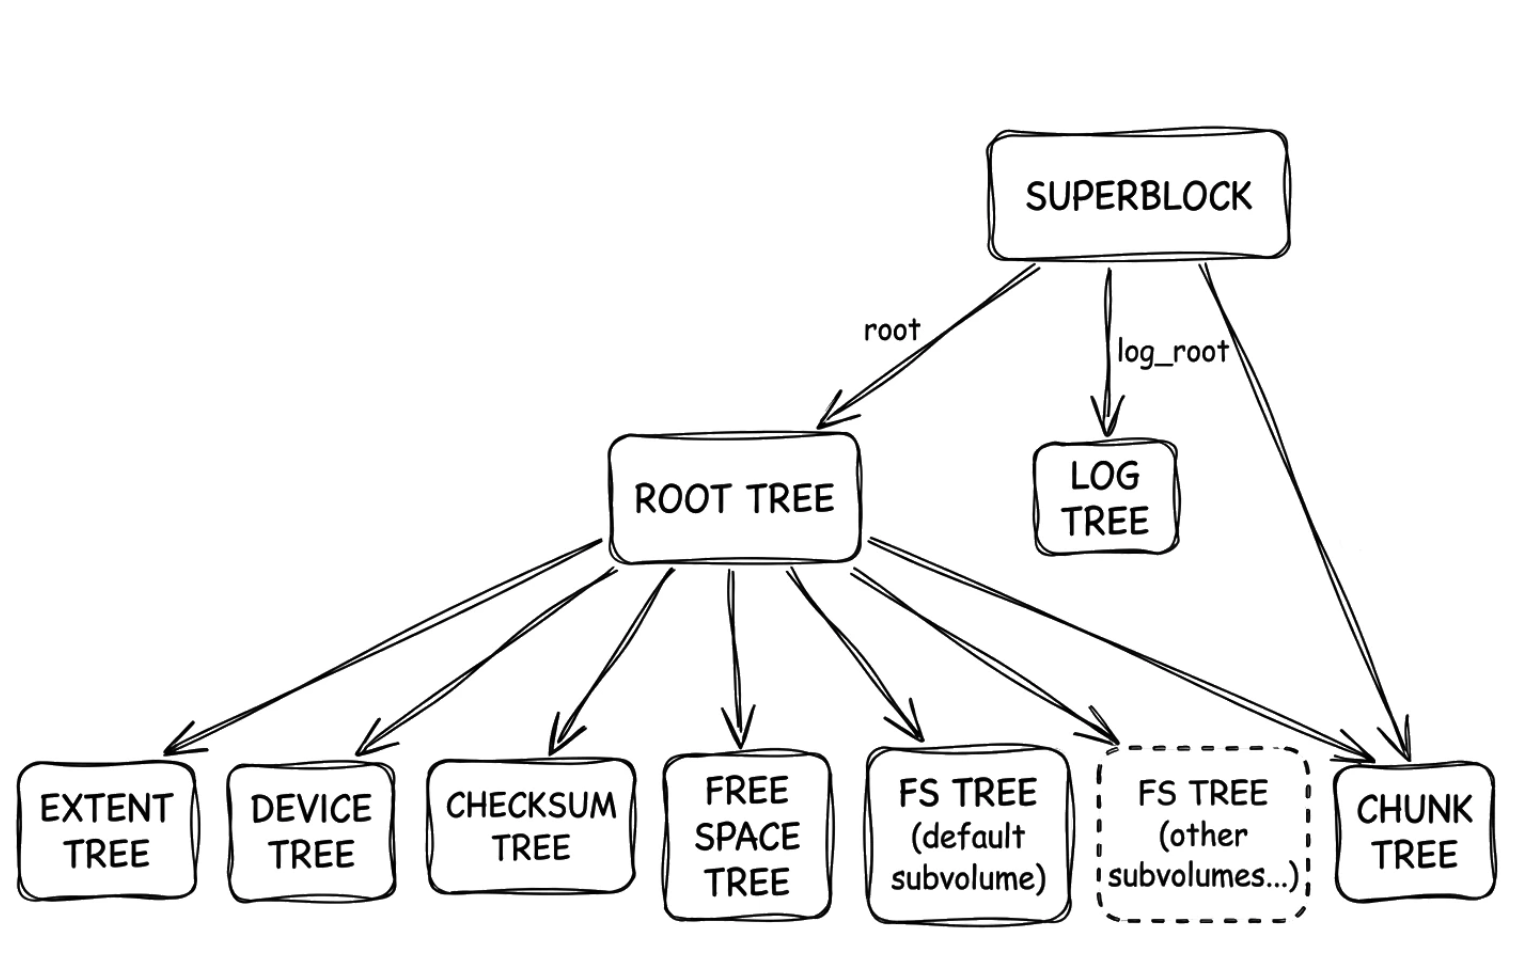 SUPERBLOCK
root
log_root
ROOT TREE
LOG
TREE
EXTENT
TREE
DEVICE
TREE
CHECKSUM
TREE
FREE
SPACE
TREE
FS TREE
(default
subvolume)
FS TREE
(other
subvolumes...)
CHUNK
TREE